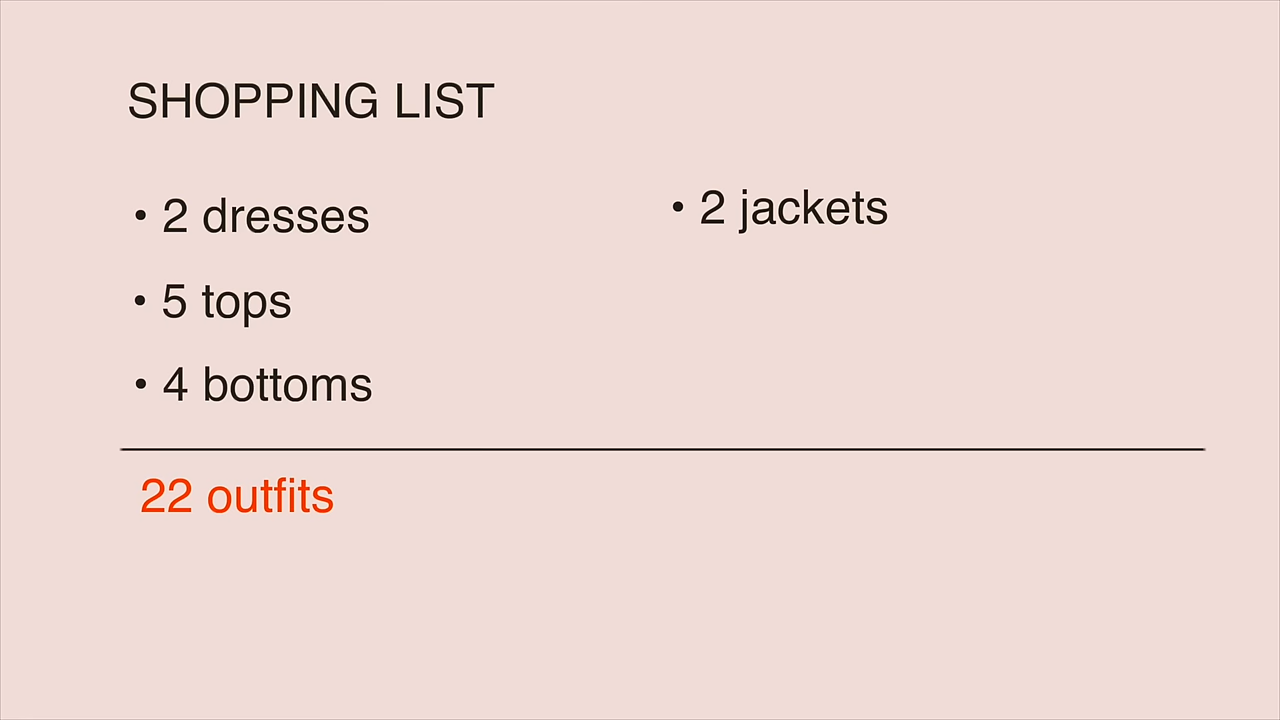 SHOPPING LIST
• 2 dresses
• 5 tops
• 4 bottoms
• 2 jackets
22 outfits